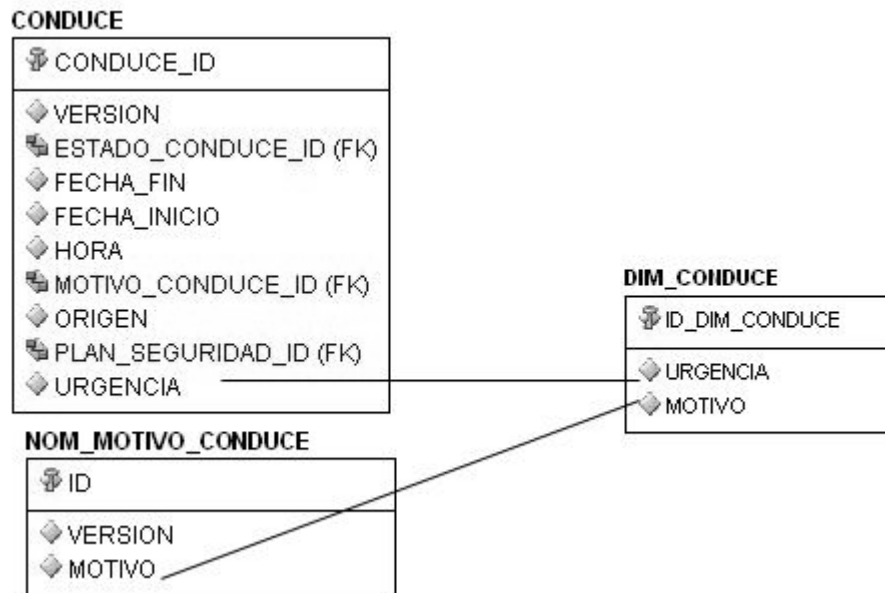 CONDUCE
CONDUCE_ID
VERSION
ESTADO_CONDUCE_ID (FK)
FECHA_FIN
FECHA_INICIO
HORA
MOTIVO_CONDUCE_ID (FK)
ORIGEN
PLAN_SEGURIDAD_ID (FK)
URGENCIA
NOM_MOTIVO_CONDUCE
ID
VERSION
MOTIVO
DIM_CONDUCE
ID_DIM_CONDUCE
URGENCIA
MOTIVO